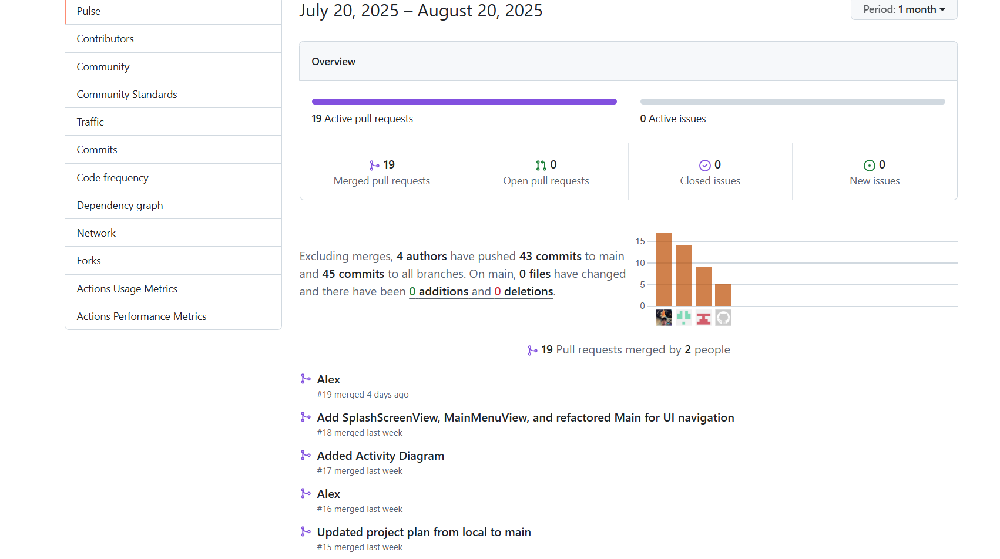 Pulse
Contributors
Community
Community Standards
Traffic
Commits
Code frequency
Dependency graph
Network
Forks
Actions Usage Metrics
Actions Performance Metrics
July 20, 2025 – August 20, 2025
Period: 1 month
Overview
19 Active pull requests
0 Active issues
19
Merged pull requests
0
Open pull requests
0
Closed issues
0
New issues
Excluding merges, 4 authors have pushed 43 commits to main
and 45 commits to all branches. On main, 0 files have changed
and there have been 0 additions and 0 deletions.
15
10
5
0
19 Pull requests merged by 2 people
Alex
#19 merged 4 days ago
Add SplashScreenView, MainMenuView, and refactored Main for UI navigation
#18 merged last week
Added Activity Diagram
#17 merged last week
Alex
#16 merged last week
Updated project plan from local to main
#15 merged last week